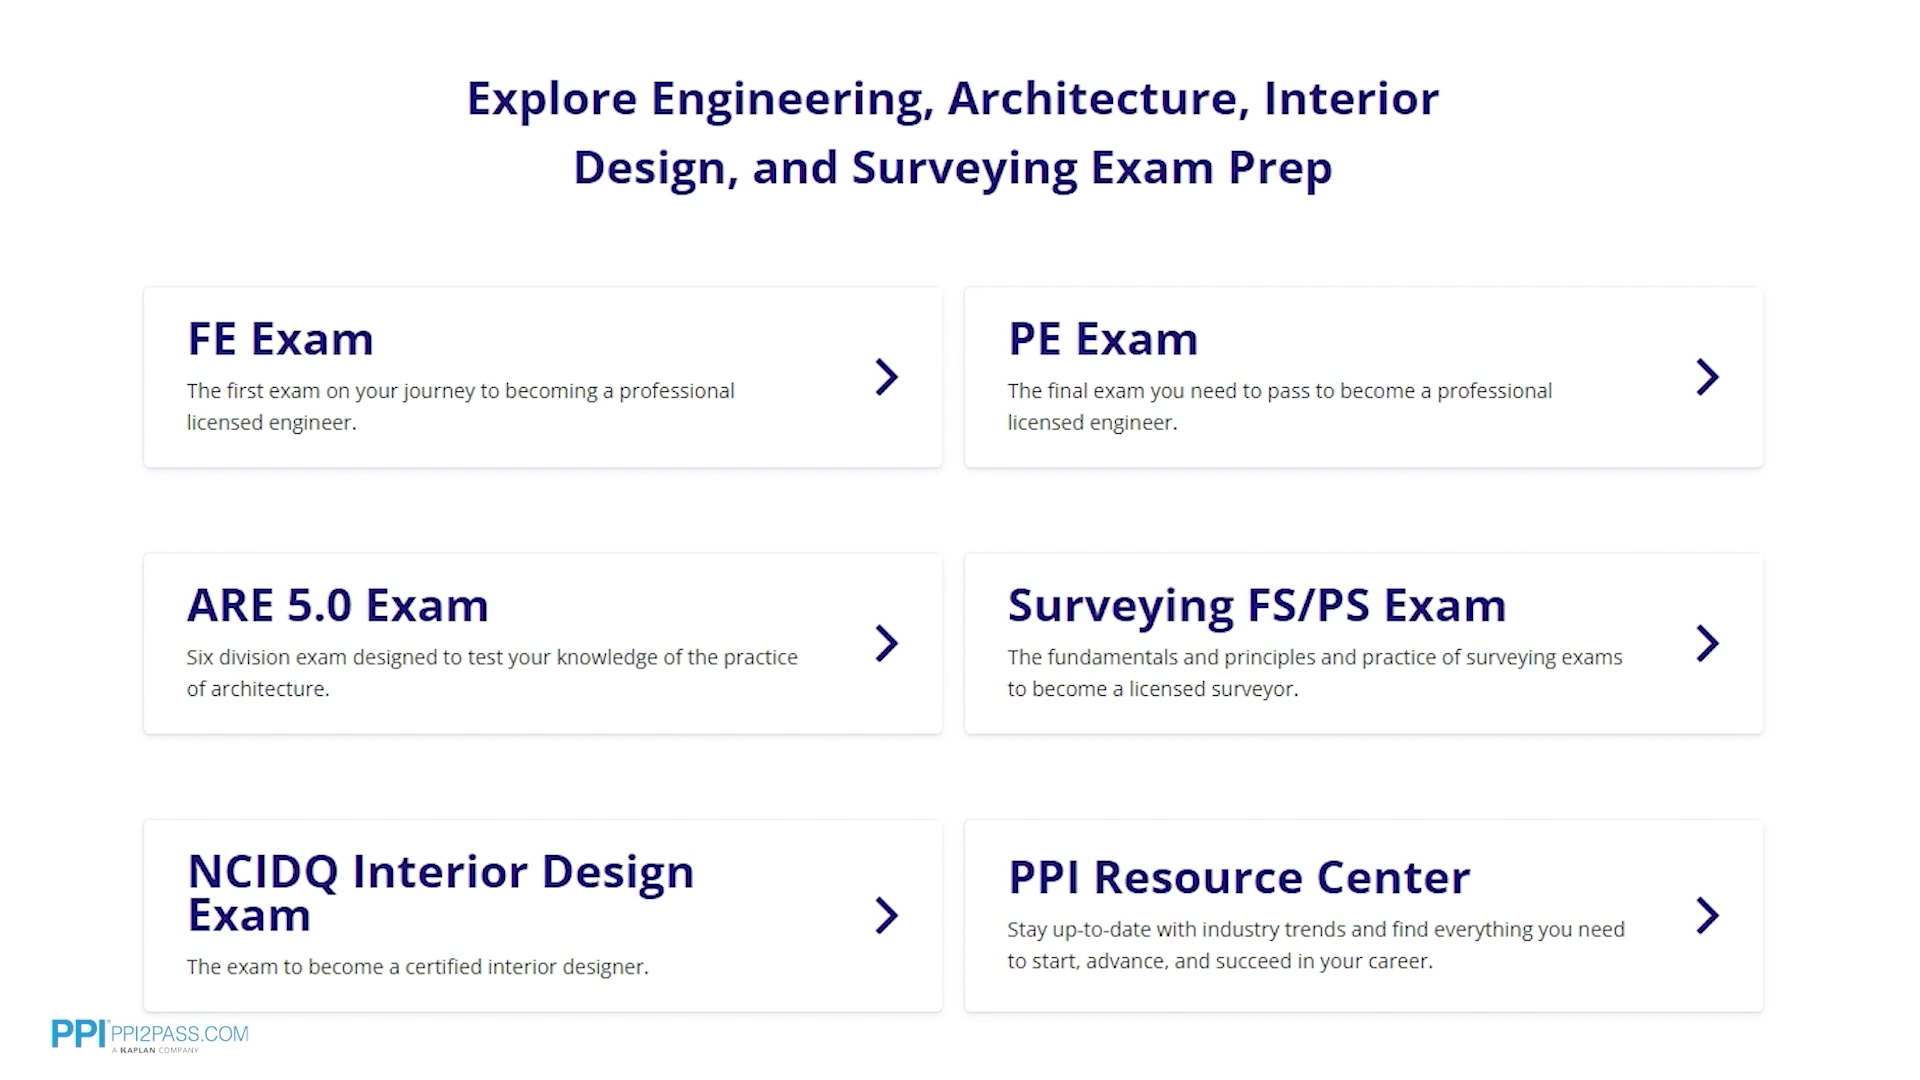 Explore Engineering, Architecture, Interior
Design, and Surveying Exam Prep
FE Exam
The first exam on your journey to becoming a professional
licensed engineer.
PE Exam
The final exam you need to pass to become a professional
licensed engineer.
ARE 5.0 Exam
Six division exam designed to test your knowledge of the practice
of architecture.
Surveying FS/PS Exam
The fundamentals and principles and practice of surveying exams
to become a licensed surveyor.
NCIDQ Interior Design
Exam
The exam to become a certified interior designer.
PPI Resource Center
Stay up-to-date with industry trends and find everything you need
to start, advance, and succeed in your career.
PPI® PPI2PASS.COM
A KAPLAN COMPANY